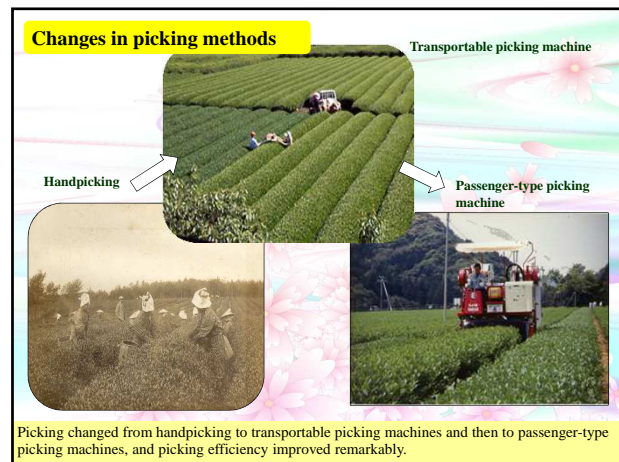 Changes in picking methods
Transportable picking machine
Handpicking
Passenger-type picking
machine
Picking changed from handpicking to transportable picking machines and then to passenger-type
picking machines, and picking efficiency improved remarkably.